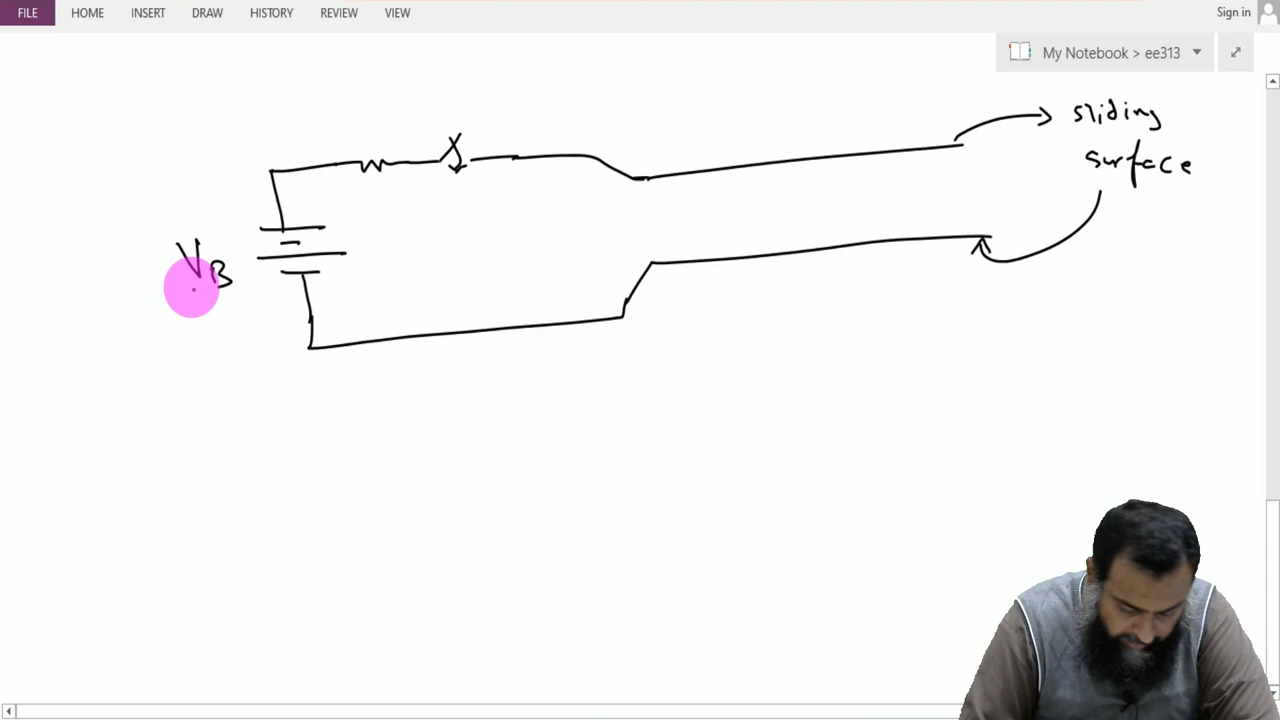 FILE HOME INSERT DRAW HISTORY REVIEW VIEW Sign in
My Notebook > ee313
sliding
surface
VB